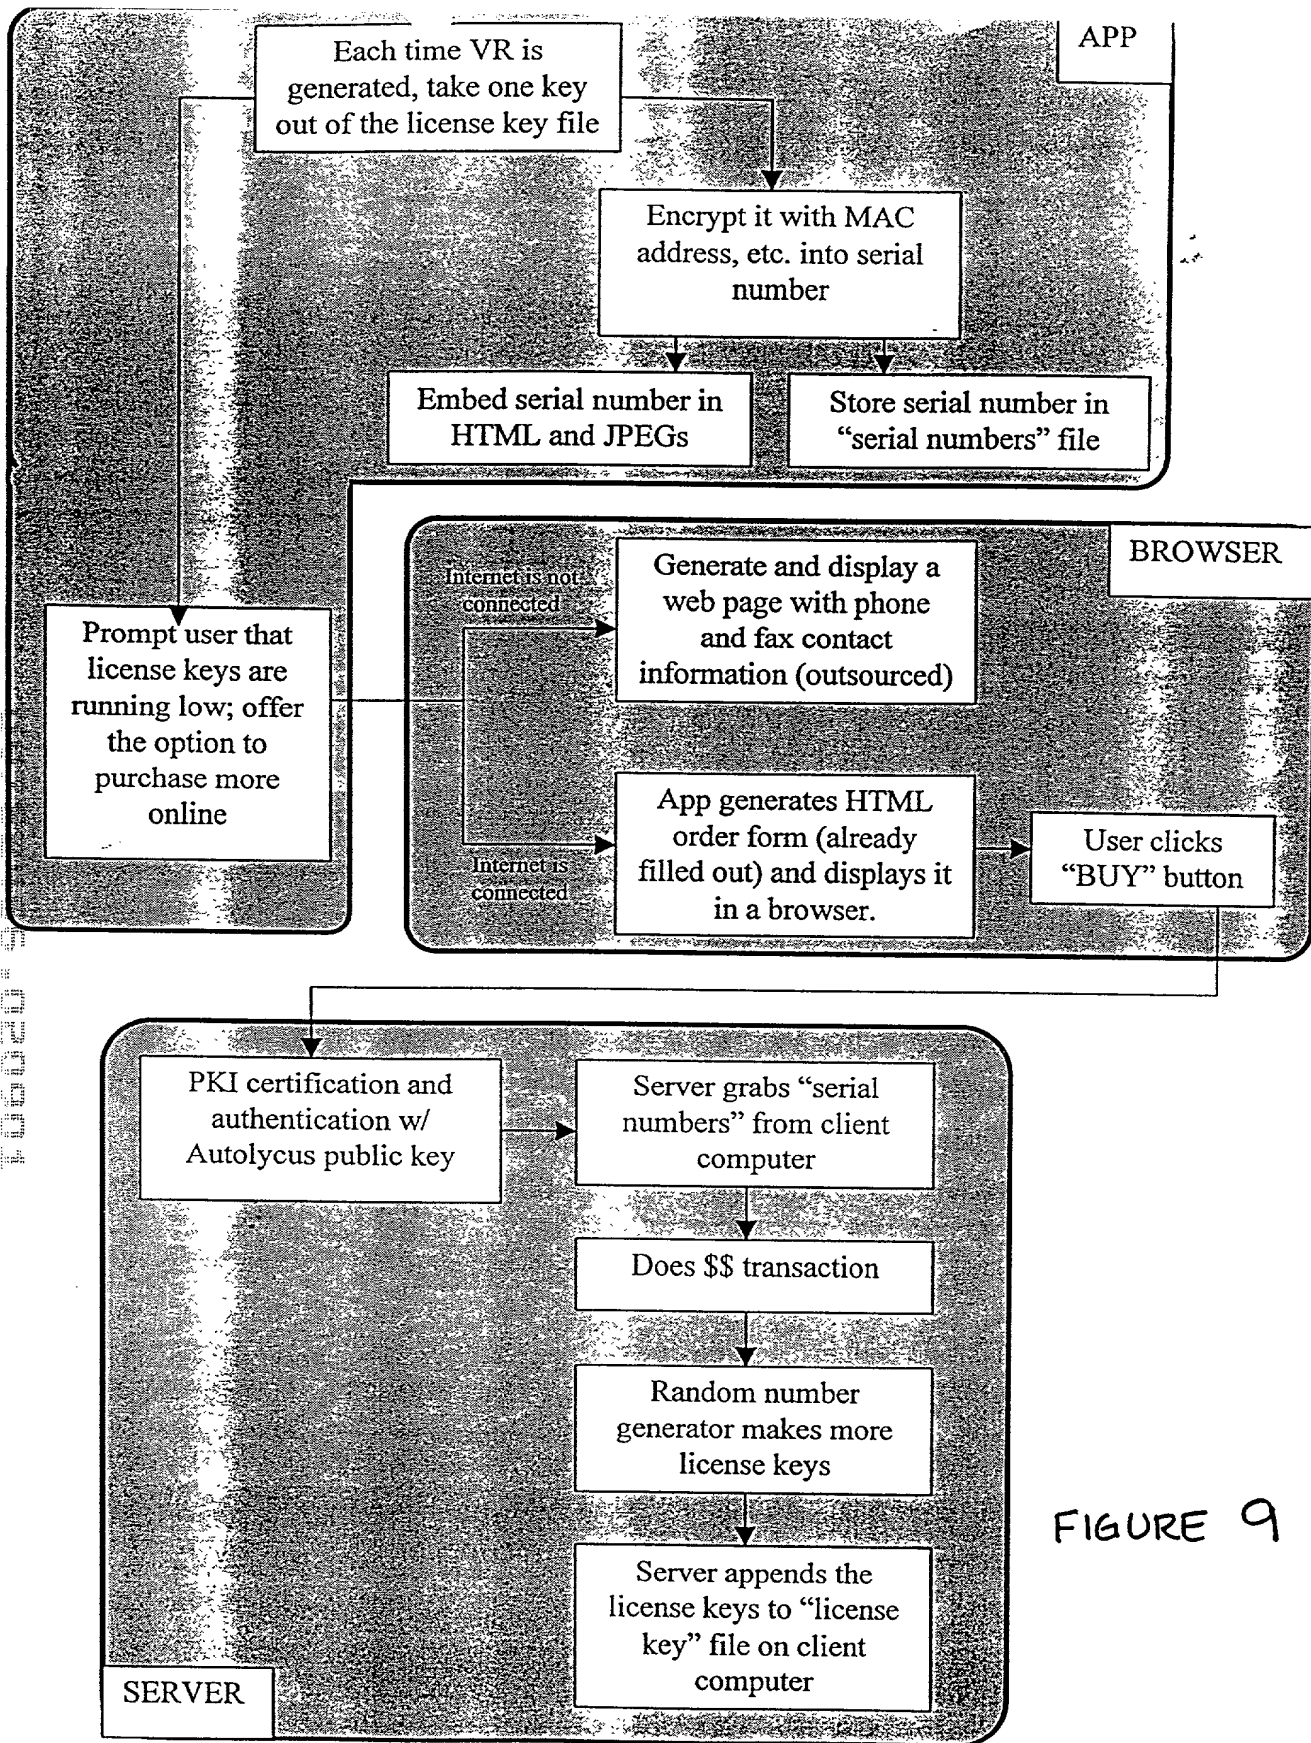 APP
Each time VR is
generated, take one key
out of the license key file
Encrypt it with MAC
address, etc. into serial
number
Embed serial number in
HTML and JPEGs
Store serial number in
“serial numbers” file
Prompt user that
license keys are
running low; offer
the option to
purchase more
online
BROWSER
Internet is not
connected
Generate and display a
web page with phone
and fax contact
information (outsourced)
Internet is
connected
App generates HTML
order form (already
filled out) and displays it
in a browser.
User clicks
“BUY” button
PKI certification and
authentication w/
Autolycus public key
Server grabs “serial
numbers” from client
computer
Does $$ transaction
Random number
generator makes more
license keys
Server appends the
license keys to “license
key” file on client
computer
SERVER
FIGURE 9